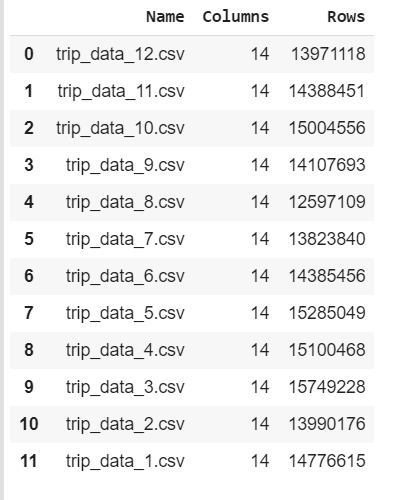 Name Columns Rows
0 trip_data_12.csv 14 13971118
1 trip_data_11.csv 14 14388451
2 trip_data_10.csv 14 15004556
3 trip_data_9.csv 14 14107693
4 trip_data_8.csv 14 12597109
5 trip_data_7.csv 14 13823840
6 trip_data_6.csv 14 14385456
7 trip_data_5.csv 14 15285049
8 trip_data_4.csv 14 15100468
9 trip_data_3.csv 14 15749228
10 trip_data_2.csv 14 13990176
11 trip_data_1.csv 14 14776615